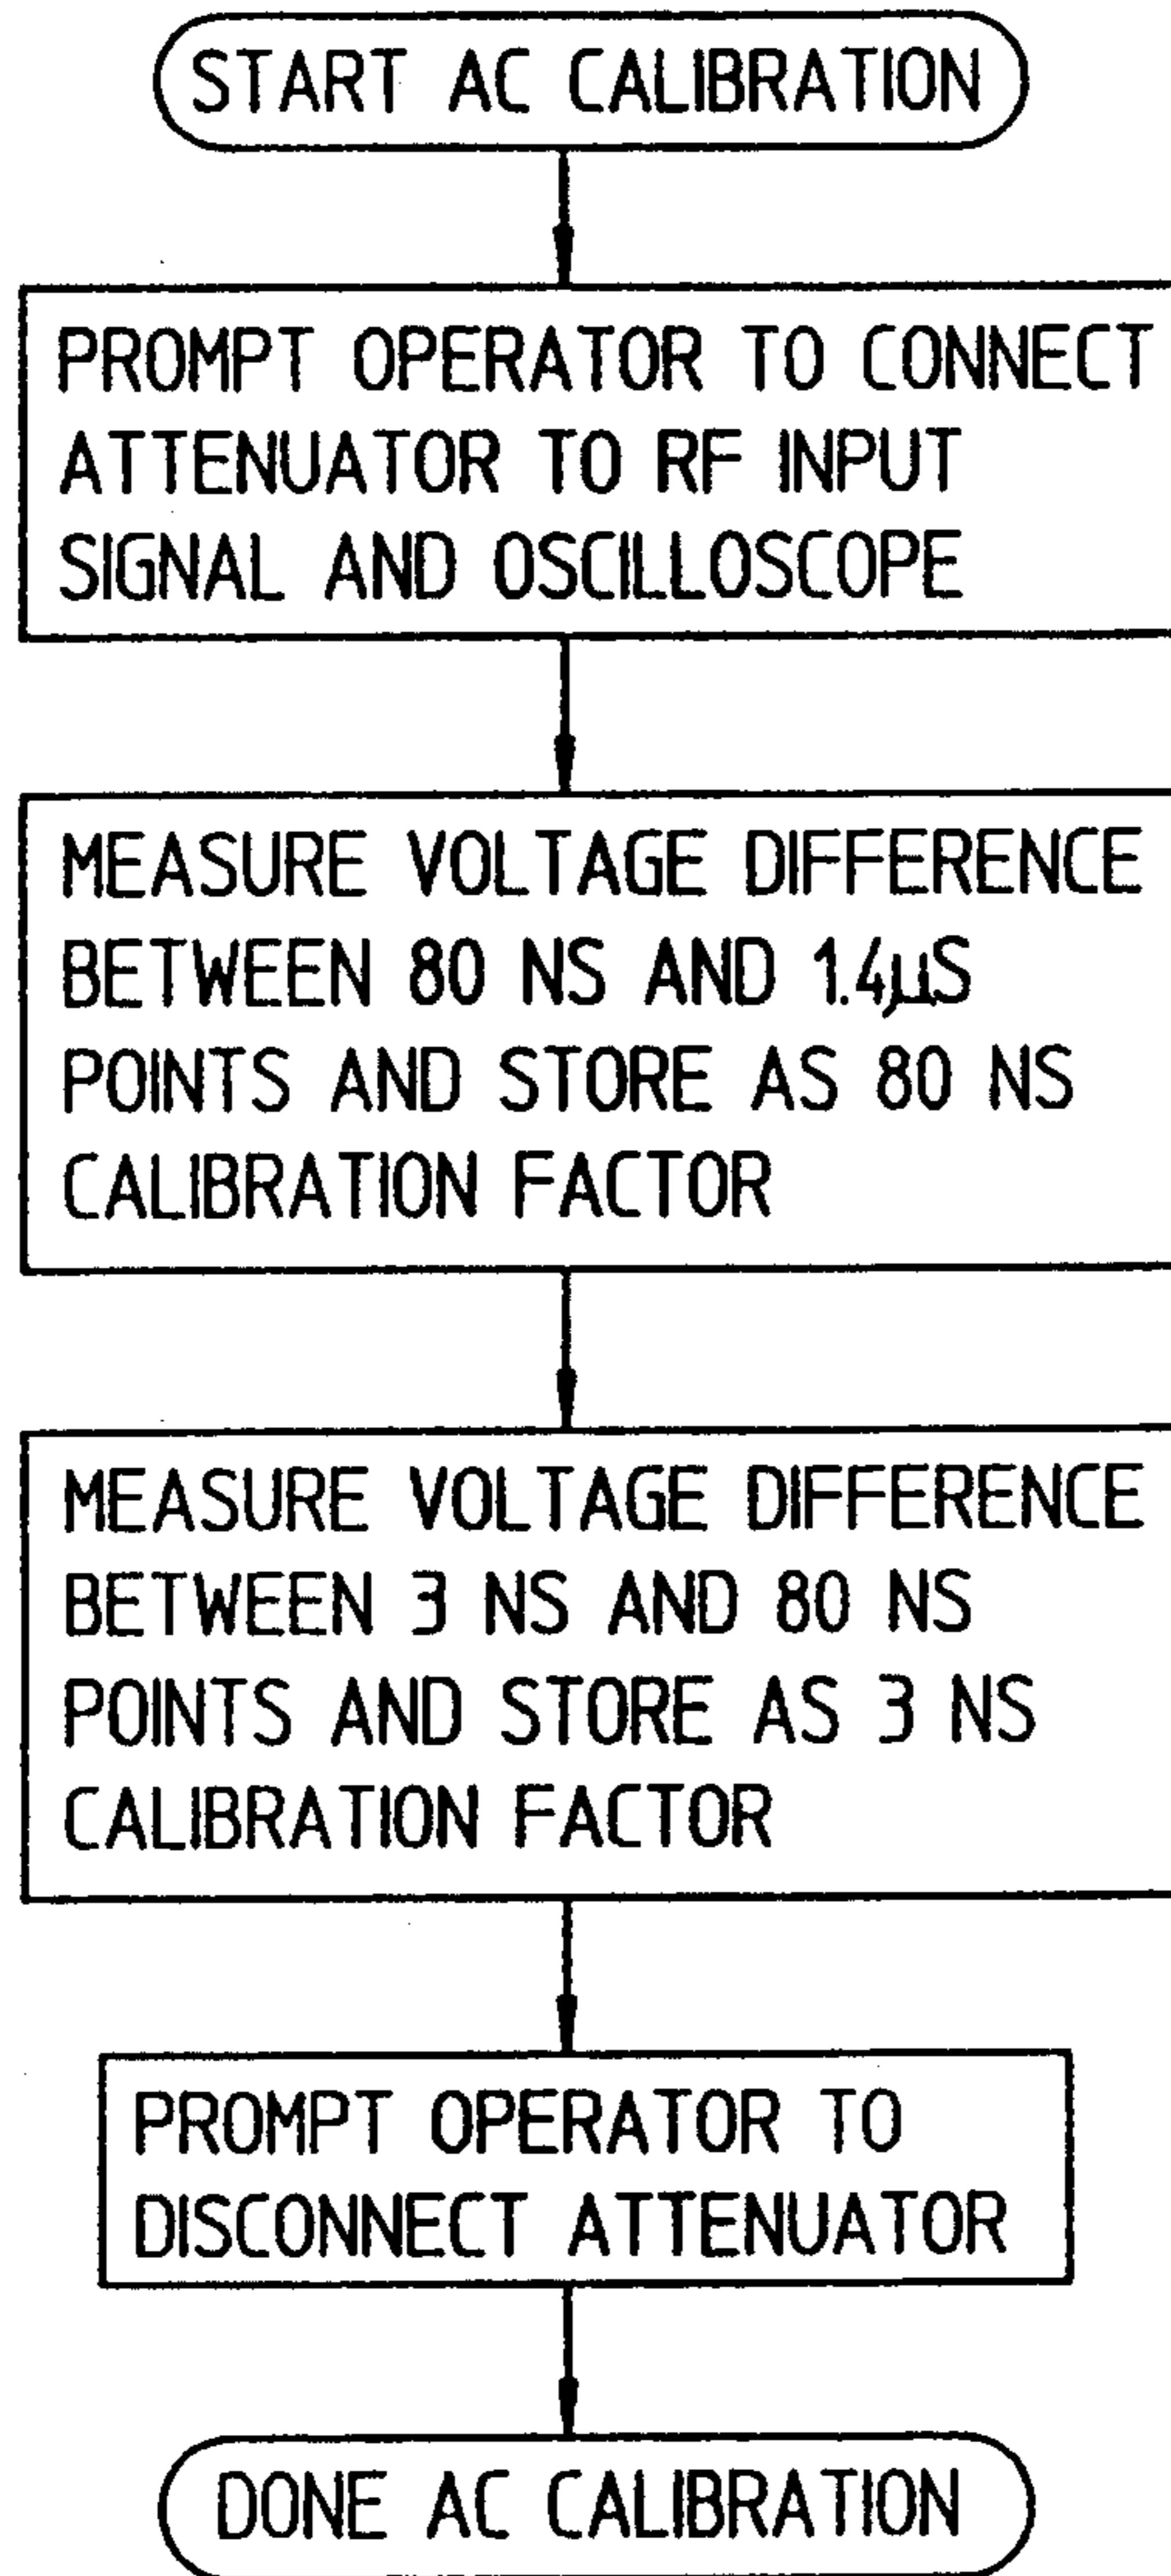 START AC CALIBRATION
PROMPT OPERATOR TO CONNECT
ATTENUATOR TO RF INPUT
SIGNAL AND OSCILLOSCOPE
MEASURE VOLTAGE DIFFERENCE
BETWEEN 80 NS AND 1.4µS
POINTS AND STORE AS 80 NS
CALIBRATION FACTOR
MEASURE VOLTAGE DIFFERENCE
BETWEEN 3 NS AND 80 NS
POINTS AND STORE AS 3 NS
CALIBRATION FACTOR
PROMPT OPERATOR TO
DISCONNECT ATTENUATOR
DONE AC CALIBRATION